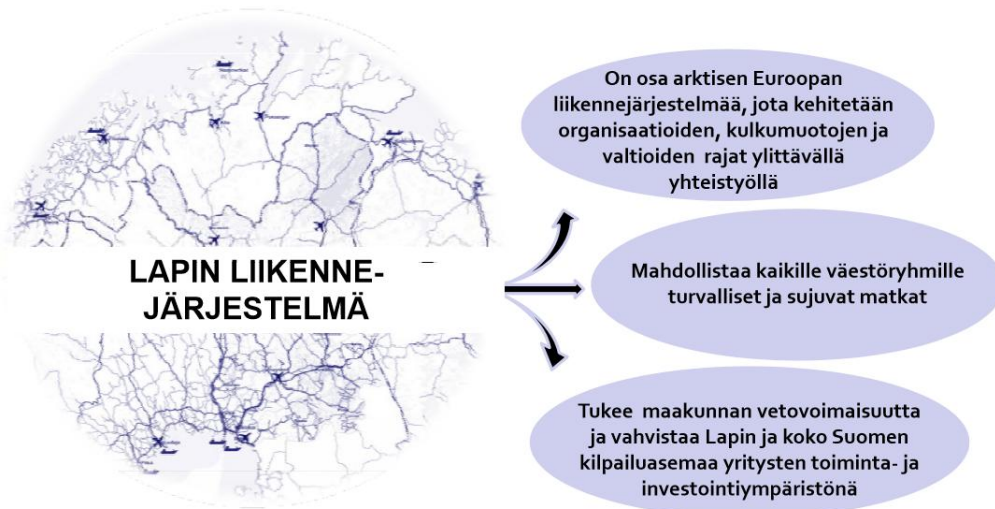 LAPIN LIIKENNE-
JÄRJESTELMÄ
On osa arktisen Euroopan
liikennejärjestelmää, jota kehitetään
organisaatioiden, kulkumuotojen ja
valtioiden rajat ylittävällä
yhteistyöllä
Mahdollistaa kaikille väestöryhmille
turvalliset ja sujuvat matkat
Tukee maakunnan vetovoimaisuutta
ja vahvistaa Lapin ja koko Suomen
kilpailuasemaa yritysten toiminta- ja
investointiympäristönä